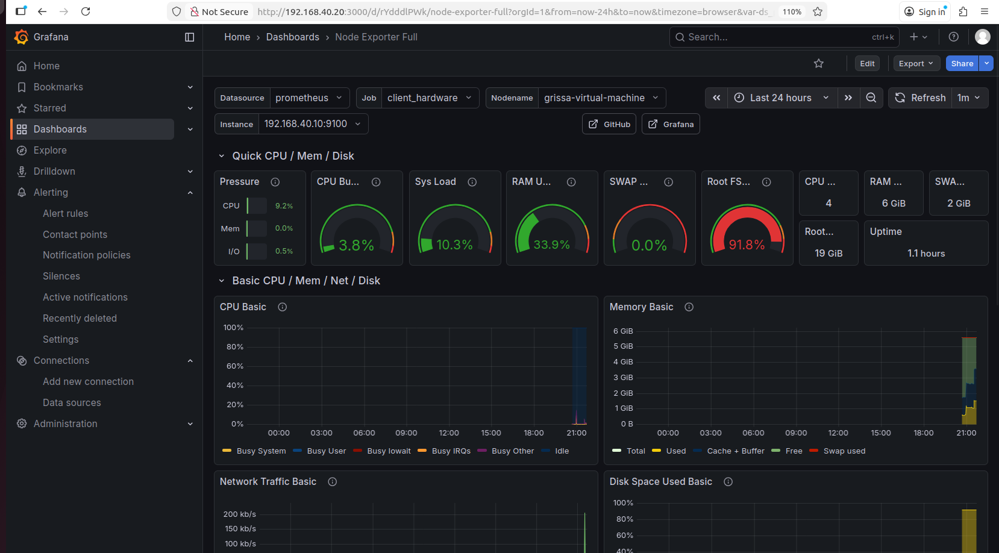 Not Secure
http://192.168.40.20:3000/d/rYdddlPWk/node-exporter-full?orgId=1&from=now-24h&to=now&timezone=browser&var-ds_
110%
Sign in
Grafana
Home › Dashboards › Node Exporter Full
Search...
ctrl+k
Edit
Export
Share
Home
Bookmarks
Starred
Dashboards
Explore
Drilldown
Alerting
Alert rules
Contact points
Notification policies
Silences
Active notifications
Recently deleted
Settings
Connections
Add new connection
Data sources
Administration
Datasource prometheus
Job client_hardware
Nodename grissa-virtual-machine
Last 24 hours
Refresh 1m
Instance 192.168.40.10:9100
GitHub
Grafana
Quick CPU / Mem / Disk
Pressure
CPU 9.2%
Mem 0.0%
I/O 0.5%
CPU Bu...
3.8%
Sys Load
10.3%
RAM U...
33.9%
SWAP ...
0.0%
Root FS...
91.8%
CPU ...
4
RAM ...
6 GiB
SWA...
2 GiB
Root...
19 GiB
Uptime
1.1 hours
Basic CPU / Mem / Net / Disk
CPU Basic
100%
80%
60%
40%
20%
0%
00:00 03:00 06:00 09:00 12:00 15:00 18:00 21:00
Busy System Busy User Busy Iowait Busy IRQs Busy Other Idle
Memory Basic
6 GiB
5 GiB
4 GiB
3 GiB
2 GiB
1 GiB
0 B
00:00 03:00 06:00 09:00 12:00 15:00 18:00 21:00
Total Used Cache + Buffer Free Swap used
Network Traffic Basic
200 kb/s
150 kb/s
100 kb/s
Disk Space Used Basic
100%
80%
60%
40%